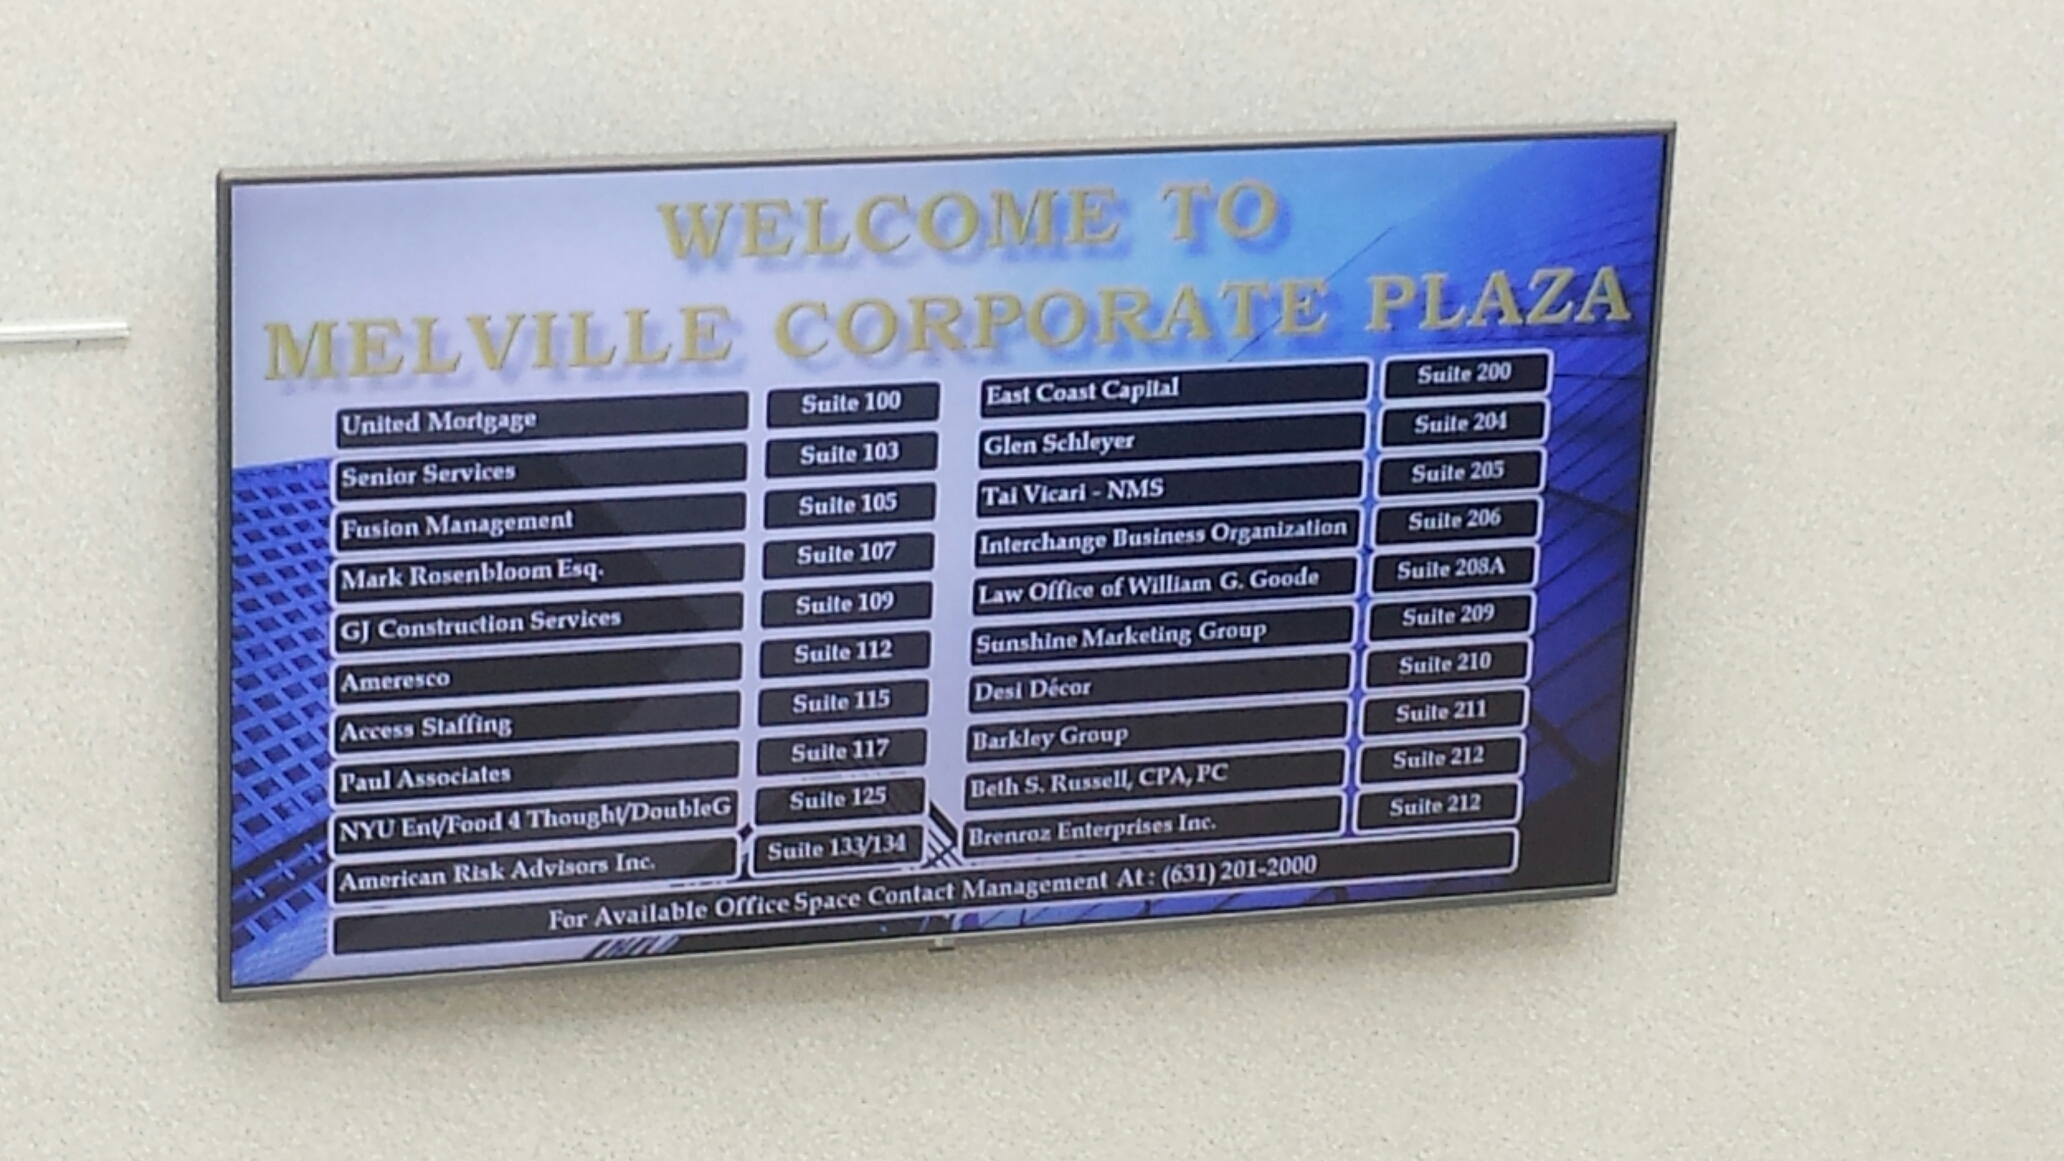 WELCOME TO
MELVILLE CORPORATE PLAZA
United Mortgage Suite 100
Senior Services Suite 103
Fusion Management Suite 105
Mark Rosenbloom Esq. Suite 107
GJ Construction Services Suite 109
Ameresco Suite 112
Access Staffing Suite 115
Paul Associates Suite 117
NYU Ent/Food 4 Thought/DoubleG Suite 125
American Risk Advisors Inc. Suite 133/134
East Coast Capital Suite 200
Glen Schleyer Suite 204
Tai Vicari - NMS Suite 205
Interchange Business Organization Suite 206
Law Office of William G. Goode Suite 208A
Sunshine Marketing Group Suite 209
Desi Décor Suite 210
Barkley Group Suite 211
Beth S. Russell, CPA, PC Suite 212
Brenroz Enterprises Inc. Suite 212
For Available Office Space Contact Management At: (631) 201-2000